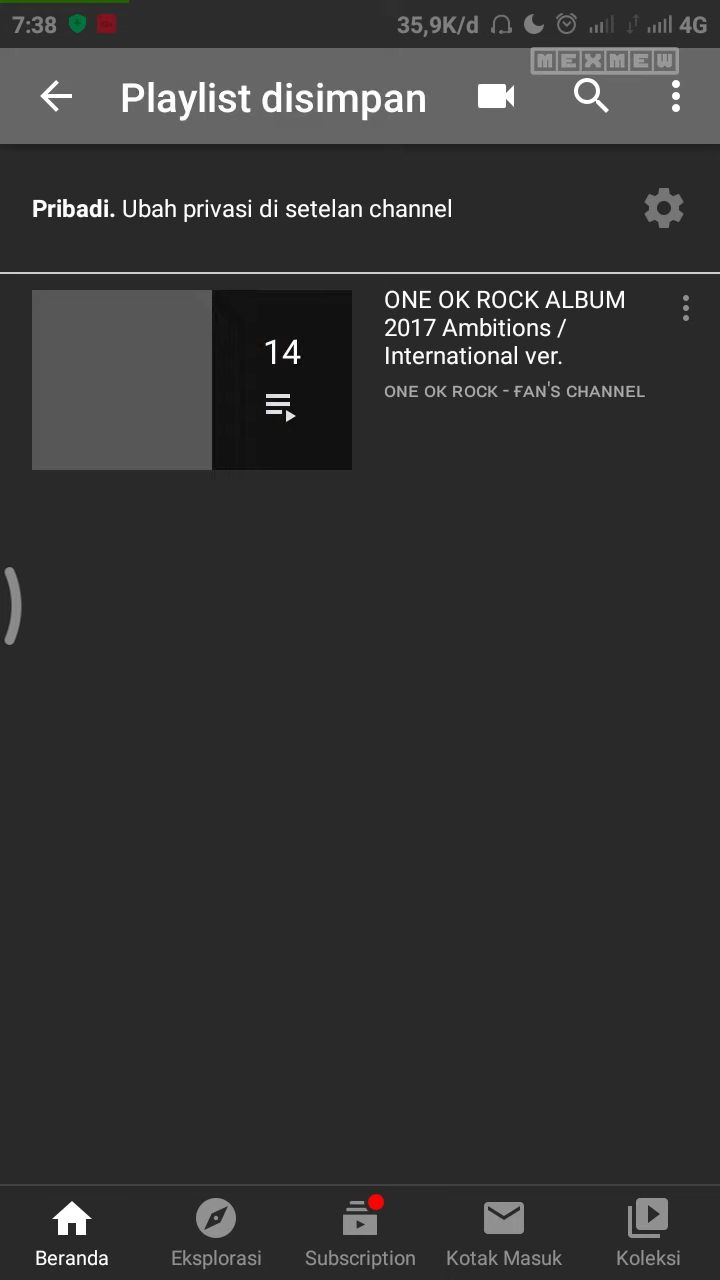 7:38 35,9K/d 4G
MEXMEW
Playlist disimpan
Pribadi. Ubah privasi di setelan channel
14
ONE OK ROCK ALBUM
2017 Ambitions /
International ver.
ONE OK ROCK - ғAN'S CHANNEL
Beranda Eksplorasi Subscription Kotak Masuk Koleksi